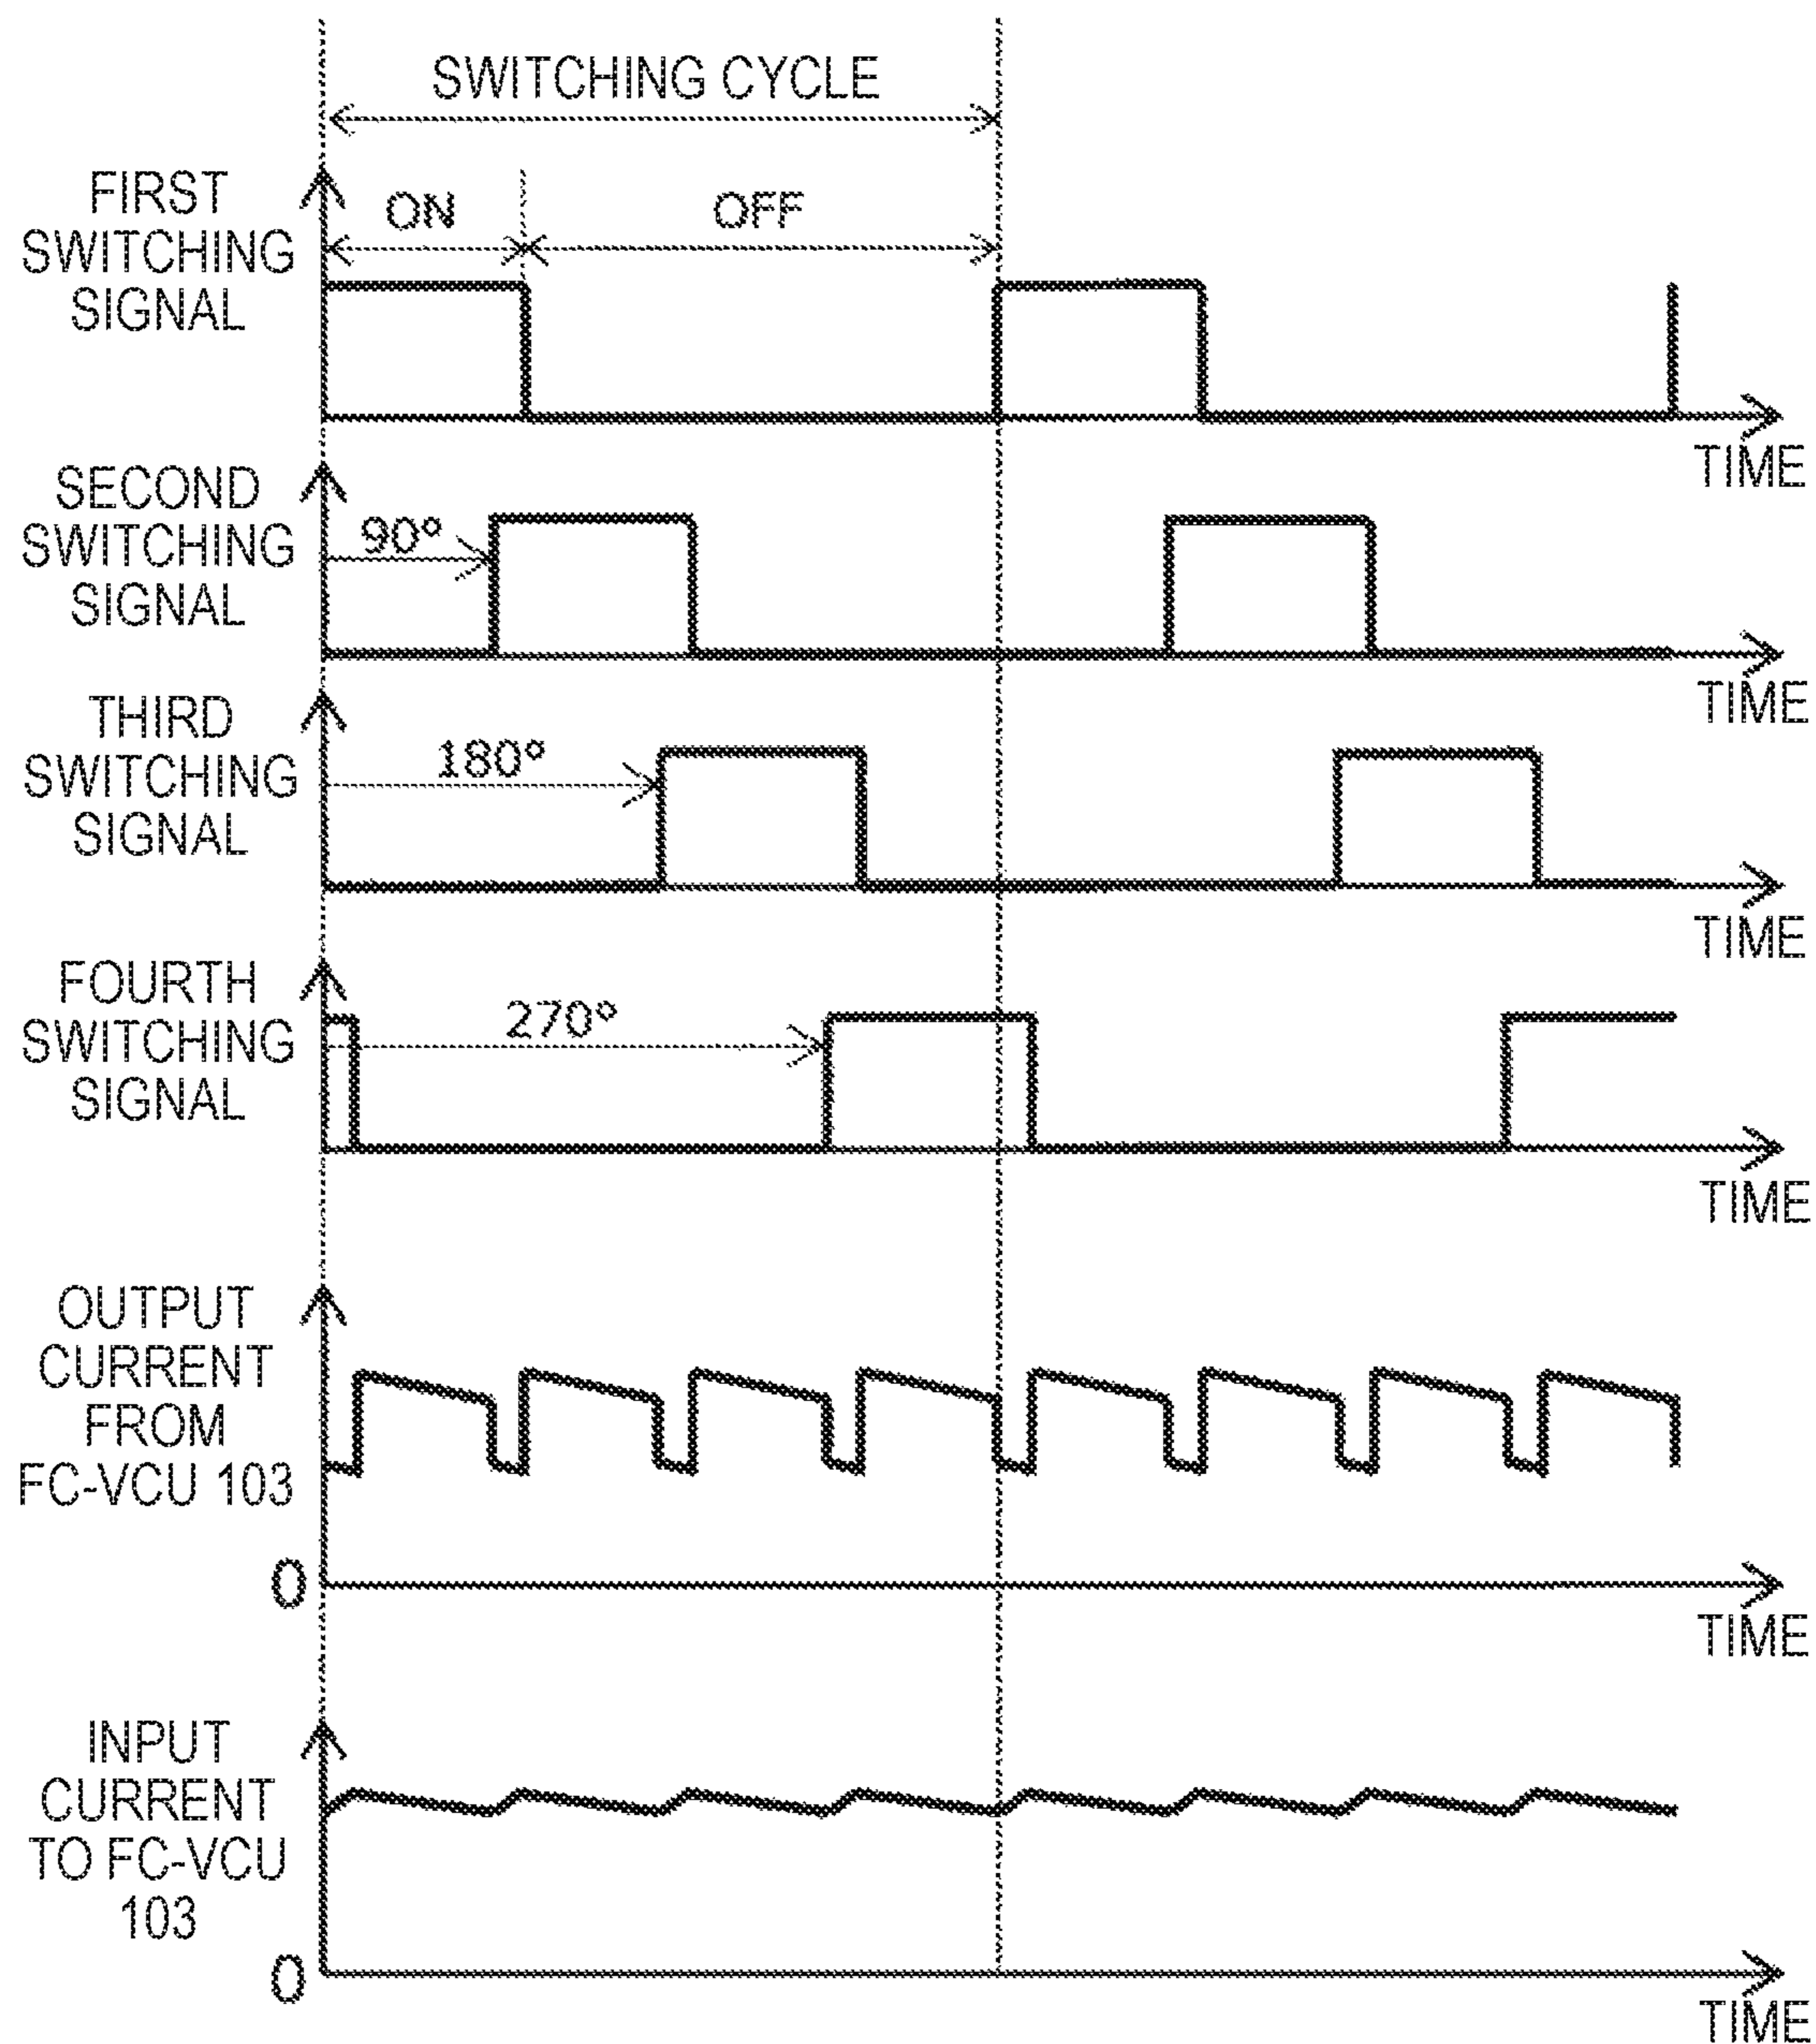 SWITCHING CYCLE
FIRST
SWITCHING
SIGNAL
ON
OFF
TIME
SECOND
SWITCHING
SIGNAL
90°
TIME
THIRD
SWITCHING
SIGNAL
180°
TIME
FOURTH
SWITCHING
SIGNAL
270°
TIME
OUTPUT
CURRENT
FROM
FC-VCU 103
0
TIME
INPUT
CURRENT
TO FC-VCU
103
0
TIME